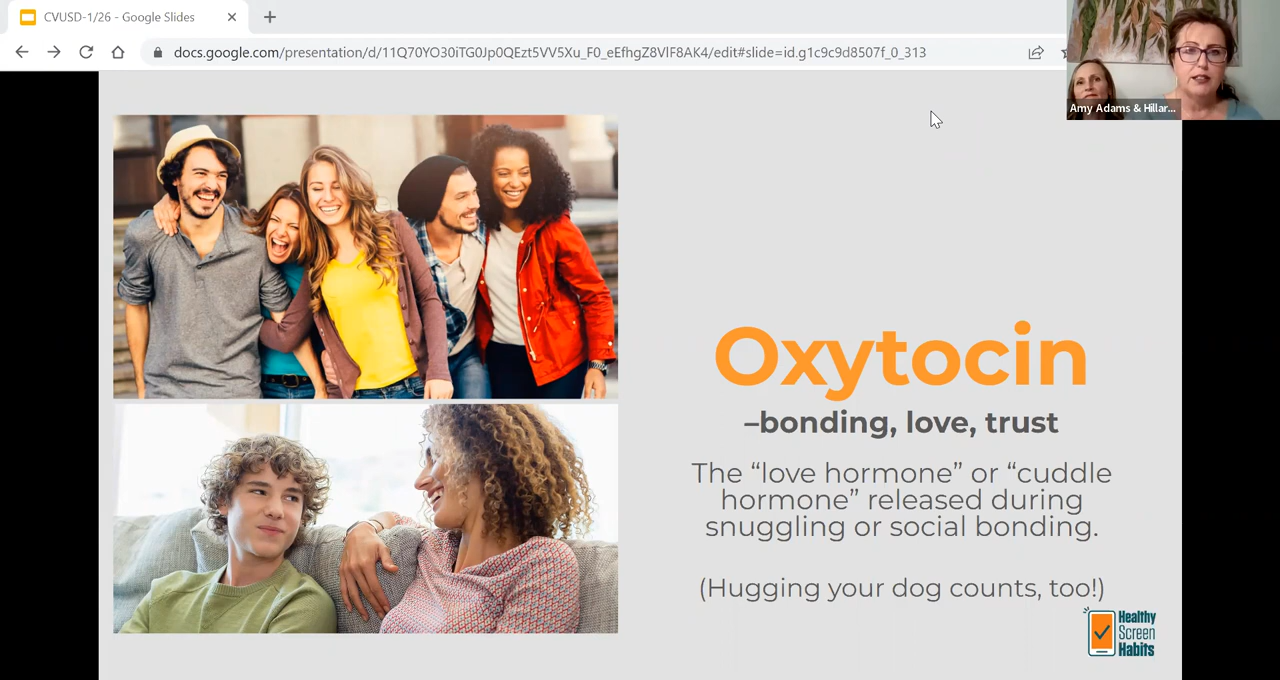 CVUSD-1/26 - Google Slides
docs.google.com/presentation/d/11Q70YO30iTG0Jp0QEzt5VV5Xu_F0_eEfhgZ8VlF8AK4/edit#slide=id.g1c9c9d8507f_0_313
Amy Adams & Hillar...
Oxytocin
–bonding, love, trust
The “love hormone” or “cuddle
hormone” released during
snuggling or social bonding.
(Hugging your dog counts, too!)
Healthy
Screen
Habits